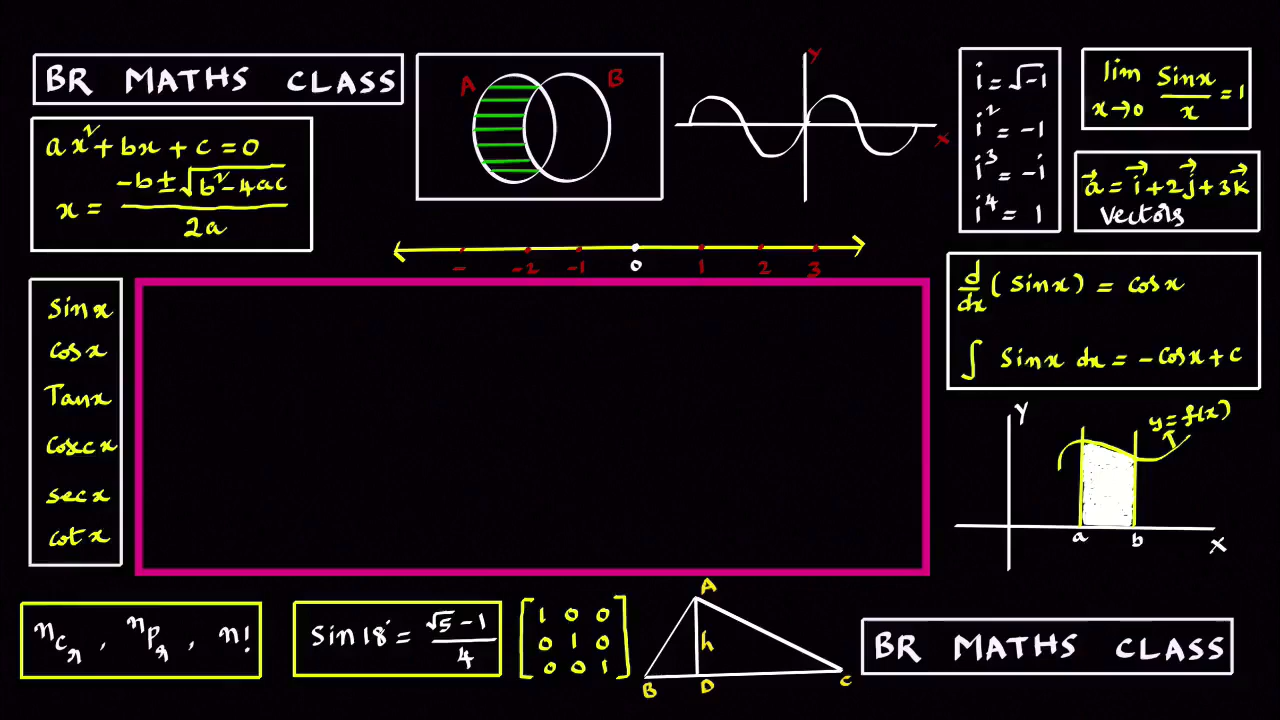 BR MATHS CLASS
ax² + bx + c = 0
x = (-b ± √(b² - 4ac)) / 2a
A B
Y
X
i = √-1
i² = -1
i³ = -i
i⁴ = 1
lim x→0 Sinx/x = 1
a⃗ = i⃗ + 2j⃗ + 3k⃗
Vectors
- -2 -1 0 1 2 3
Sinx
Cosx
Tanx
Cosecx
secx
cotx
d/dx (Sinx) = Cosx
∫ Sinx dx = -Cosx + c
Y
y = f(x)
a b
X
ⁿCᵣ , ⁿPᵣ , n!
Sin18° = (√5 - 1)/4
1 0 0
0 1 0
0 0 1
A
h
B D C
BR MATHS CLASS